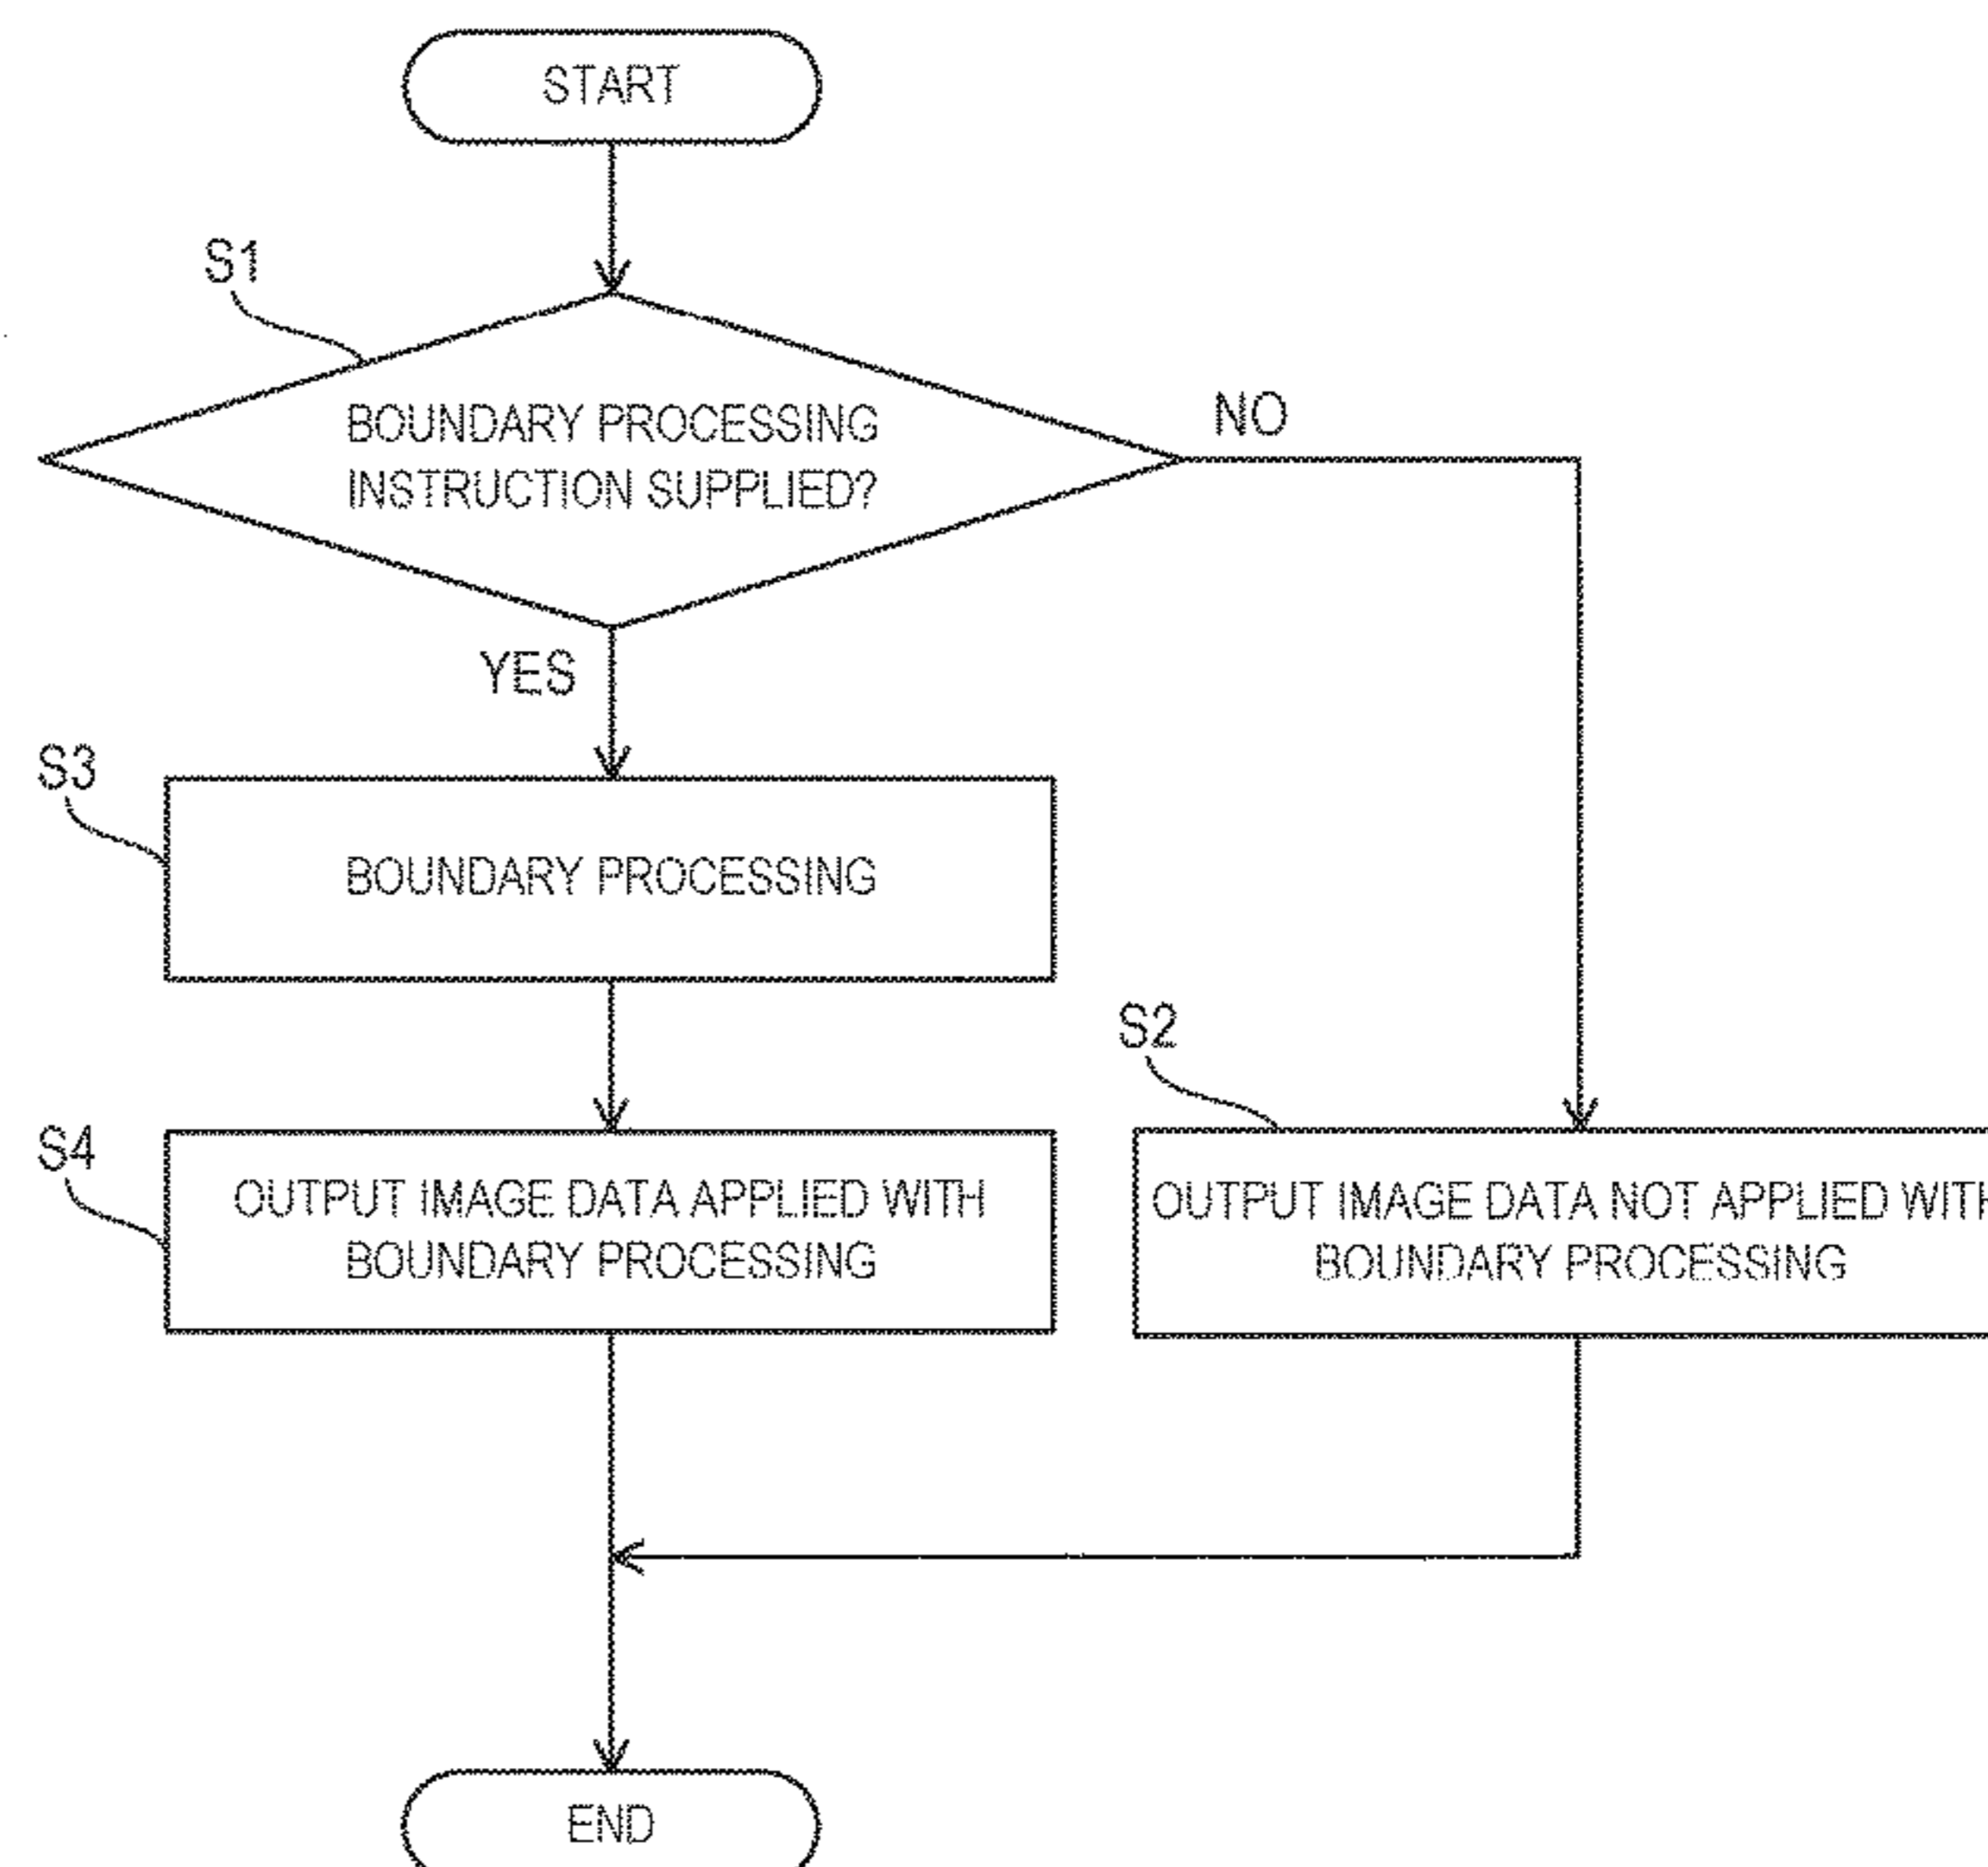 START
S1
BOUNDARY PROCESSING
INSTRUCTION SUPPLIED?
NO
YES
S3
BOUNDARY PROCESSING
S2
S4
OUTPUT IMAGE DATA APPLIED WITH
BOUNDARY PROCESSING
OUTPUT IMAGE DATA NOT APPLIED WITH
BOUNDARY PROCESSING
END